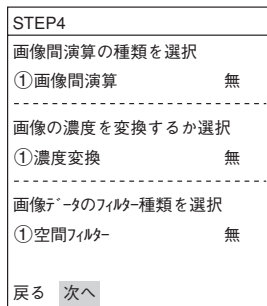 STEP4
画像間演算の種類を選択
①画像間演算 無
画像の濃度を変換するか選択
①濃度変換 無
画像ﾃﾞｰﾀのﾌｨﾙﾀｰ種類を選択
①空間ﾌｨﾙﾀｰ 無
戻る 次へ